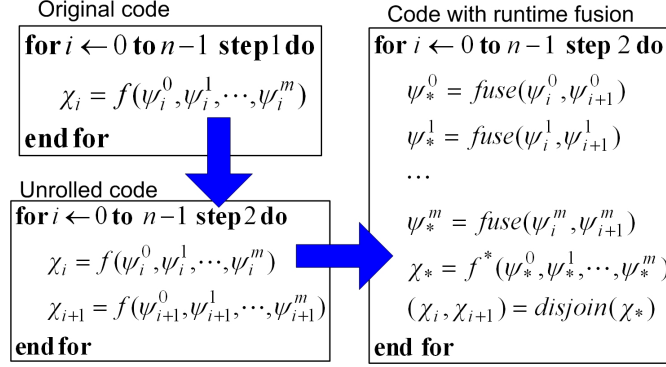 Original code
for i ← 0 to n−1 step1 do
χ_i = f(ψ_i^0, ψ_i^1, ⋯, ψ_i^m)
end for
Unrolled code
for i ← 0 to n−1 step2 do
χ_i = f(ψ_i^0, ψ_i^1, ⋯, ψ_i^m)
χ_{i+1} = f(ψ_{i+1}^0, ψ_{i+1}^1, ⋯, ψ_{i+1}^m)
end for
Code with runtime fusion
for i ← 0 to n−1 step 2 do
ψ_*^0 = fuse(ψ_i^0, ψ_{i+1}^0)
ψ_*^1 = fuse(ψ_i^1, ψ_{i+1}^1)
⋯
ψ_*^m = fuse(ψ_i^m, ψ_{i+1}^m)
χ_* = f^*(ψ_*^0, ψ_*^1, ⋯, ψ_*^m)
(χ_i, χ_{i+1}) = disjoin(χ_*)
end for